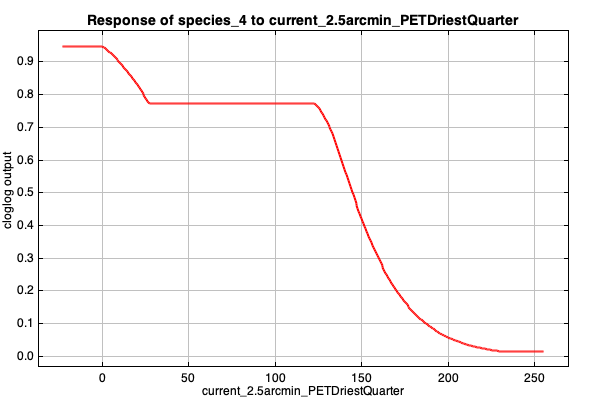 Response of species_4 to current_2.5arcmin_PETDriestQuarter
0.9
0.8
0.7
0.6
0.5
0.4
0.3
0.2
0.1
0.0
cloglog output
0 50 100 150 200 250
current_2.5arcmin_PETDriestQuarter